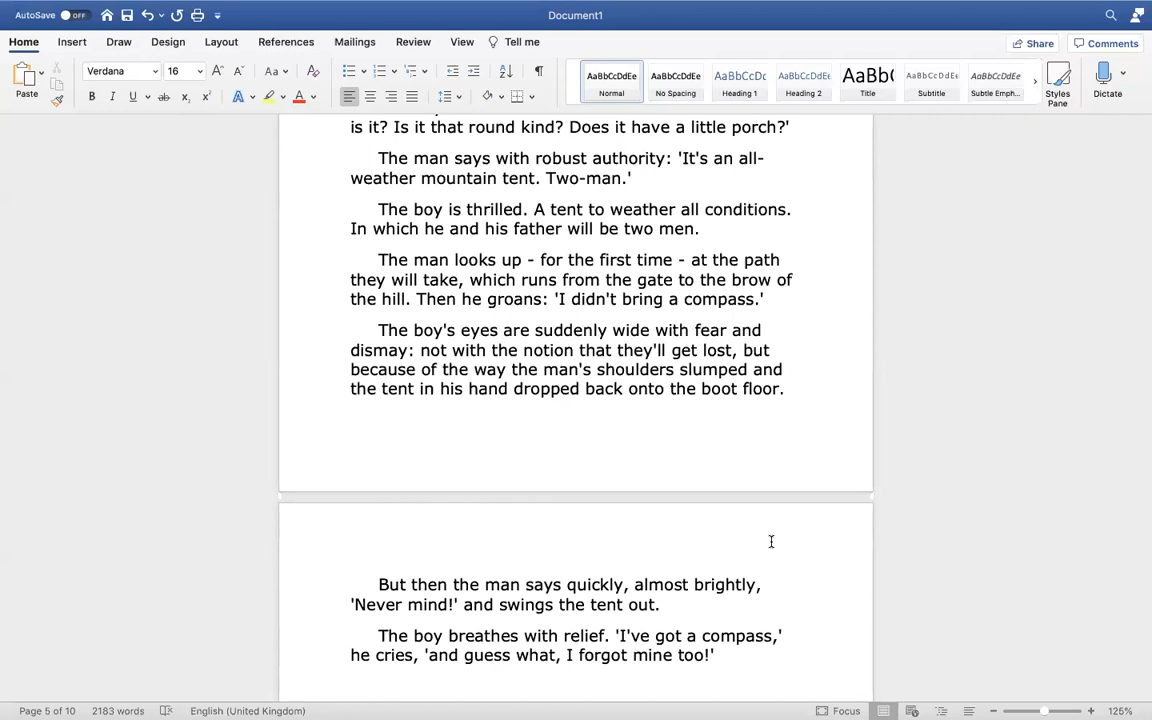 AutoSave OFF
Document1
Home Insert Draw Design Layout References Mailings Review View Tell me
Share Comments
Paste
Verdana 16
AaBbCcDdEe AaBbCcDdEe AaBbCcDc AaBbCcDdEe AaBb( AaBbCcDdEe AaBbCcDdEe
Normal No Spacing Heading 1 Heading 2 Title Subtitle Subtle Emph...
Styles Pane
Dictate
is it? Is it that round kind? Does it have a little porch?'
The man says with robust authority: 'It's an all-
weather mountain tent. Two-man.'
The boy is thrilled. A tent to weather all conditions.
In which he and his father will be two men.
The man looks up - for the first time - at the path
they will take, which runs from the gate to the brow of
the hill. Then he groans: 'I didn't bring a compass.'
The boy's eyes are suddenly wide with fear and
dismay: not with the notion that they'll get lost, but
because of the way the man's shoulders slumped and
the tent in his hand dropped back onto the boot floor.
But then the man says quickly, almost brightly,
'Never mind!' and swings the tent out.
The boy breathes with relief. 'I've got a compass,'
he cries, 'and guess what, I forgot mine too!'
Page 5 of 10 2183 words English (United Kingdom) Focus 125%